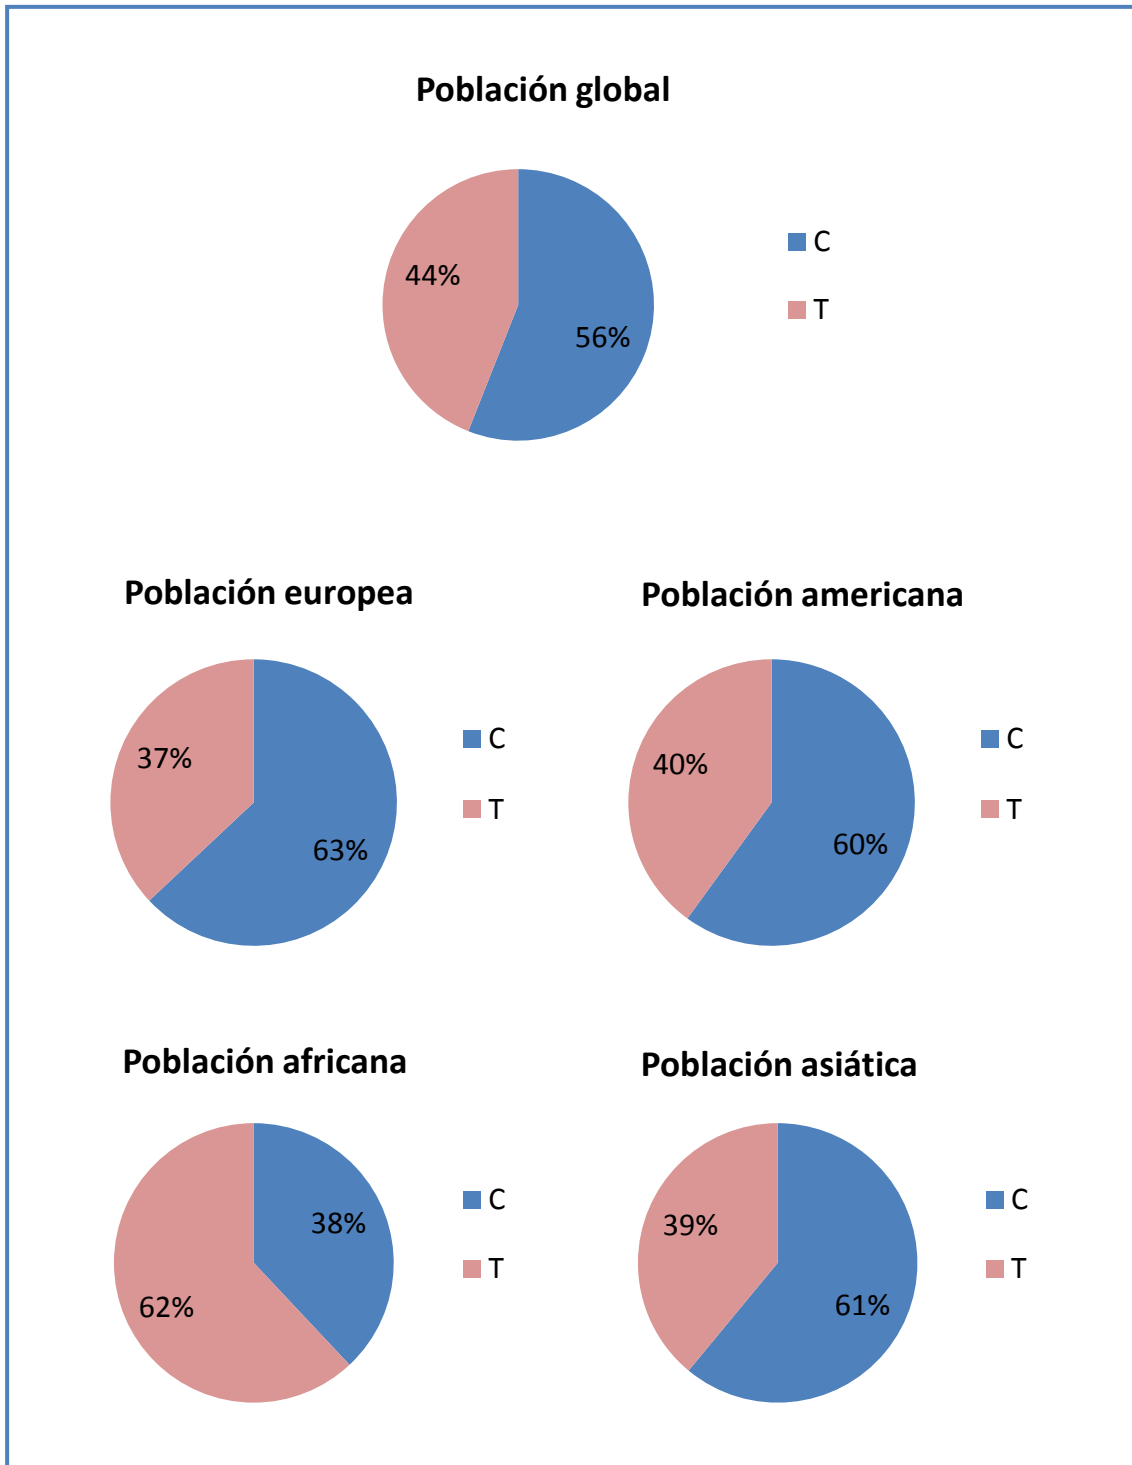 Población global
44%
56%
C
T
Población europea
37%
63%
C
T
Población americana
40%
60%
C
T
Población africana
38%
62%
C
T
Población asiática
39%
61%
C
T